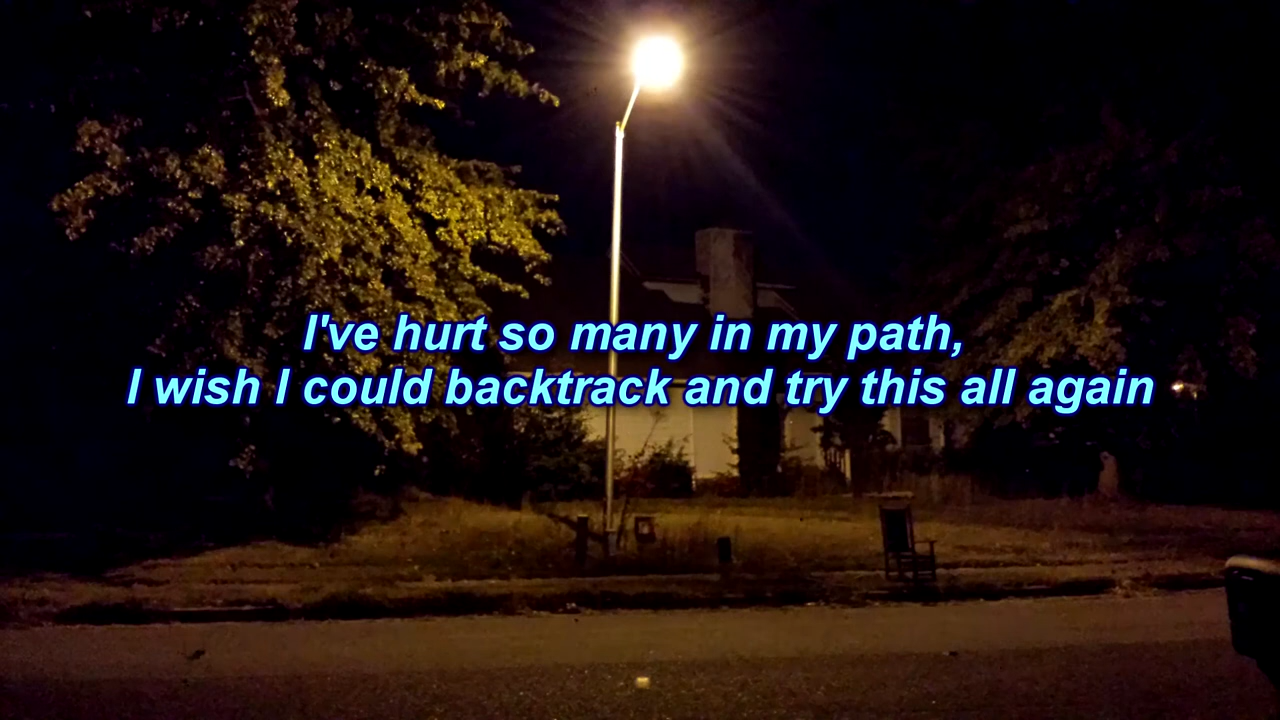 I've hurt so many in my path,
I wish I could backtrack and try this all again